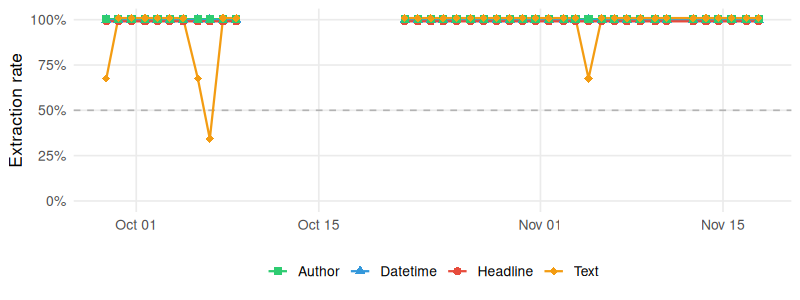 100%
75%
50%
25%
0%
Extraction rate
Oct 01 Oct 15 Nov 01 Nov 15
Author Datetime Headline Text